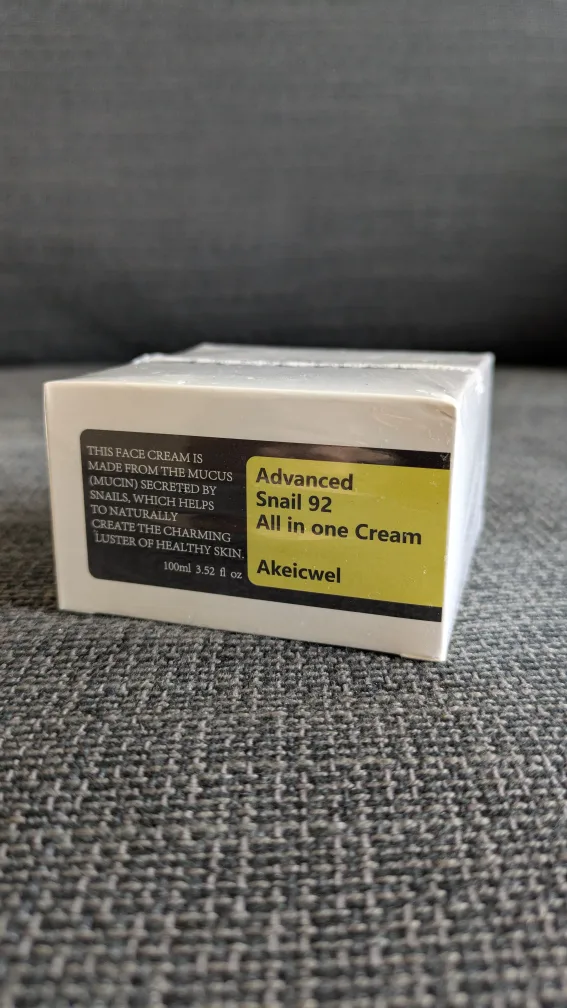 THIS FACE CREAM IS
MADE FROM THE MUCUS
(MUCIN) SECRETED BY
SNAILS, WHICH HELPS
TO NATURALLY
CREATE THE CHARMING
LUSTER OF HEALTHY SKIN.
100ml 3.52 fl oz
Advanced
Snail 92
All in one Cream
Akeicwel